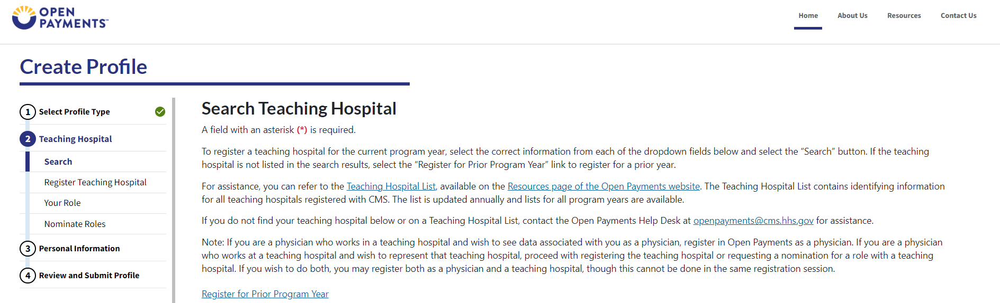 OPEN
PAYMENTS™
Home
About Us
Resources
Contact Us
Create Profile
1 Select Profile Type
2 Teaching Hospital
Search
Register Teaching Hospital
Your Role
Nominate Roles
3 Personal Information
4 Review and Submit Profile
Search Teaching Hospital
A field with an asterisk (*) is required.
To register a teaching hospital for the current program year, select the correct information from each of the dropdown fields below and select the “Search” button. If the teaching
hospital is not listed in the search results, select the “Register for Prior Program Year” link to register for a prior year.
For assistance, you can refer to the Teaching Hospital List, available on the Resources page of the Open Payments website. The Teaching Hospital List contains identifying information
for all teaching hospitals registered with CMS. The list is updated annually and lists for all program years are available.
If you do not find your teaching hospital below or on a Teaching Hospital List, contact the Open Payments Help Desk at openpayments@cms.hhs.gov for assistance.
Note: If you are a physician who works in a teaching hospital and wish to see data associated with you as a physician, register in Open Payments as a physician. If you are a physician
who works at a teaching hospital and wish to represent that teaching hospital, proceed with registering the teaching hospital or requesting a nomination for a role with a teaching
hospital. If you wish to do both, you may register both as a physician and a teaching hospital, though this cannot be done in the same registration session.
Register for Prior Program Year